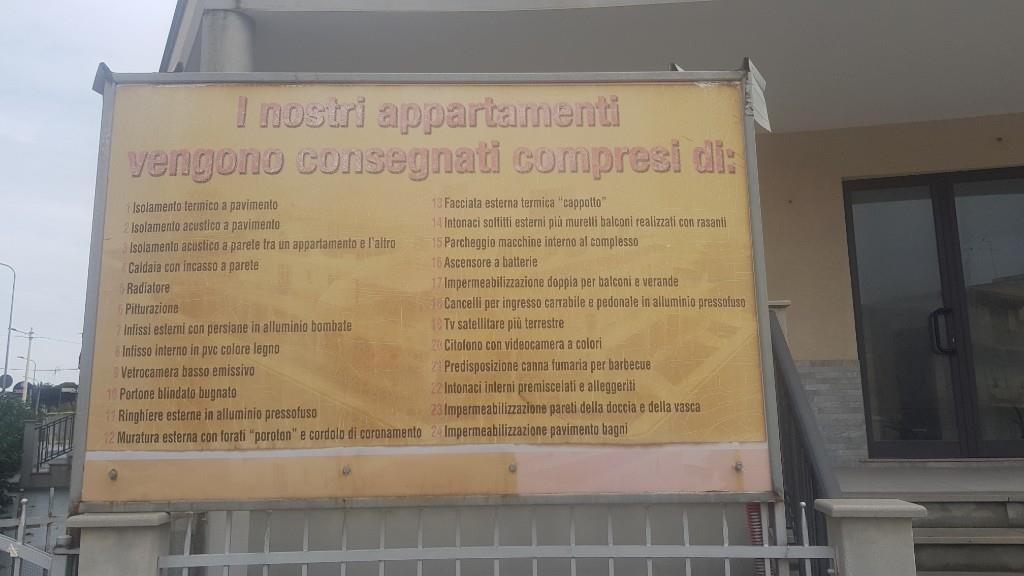 I nostri appartamenti
vengono consegnati compresi di:
1 Isolamento termico a pavimento
2 Isolamento acustico a pavimento
3 Isolamento acustico a parete tra un appartamento e l'altro
4 Caldaia con incasso a parete
5 Radiatore
6 Pitturazione
7 Infissi esterni con persiane in alluminio bombate
8 Infisso interno in pvc colore legno
9 Vetrocamera basso emissivo
10 Portone blindato bugnato
11 Ringhiere esterne in alluminio pressofuso
12 Muratura esterna con forati "poroton" e cordolo di coronamento
13 Facciata esterna termica "cappotto"
14 Intonaci soffitti esterni più muretti balconi realizzati con rasanti
15 Parcheggio macchine interno al complesso
16 Ascensore a batterie
17 Impermeabilizzazione doppia per balconi e verande
18 Cancelli per ingresso carrabile e pedonale in alluminio pressofuso
19 Tv satellitare più terrestre
20 Citofono con videocamera a colori
21 Predisposizione canna fumaria per barbecue
22 Intonaci interni premiscelati e alleggeriti
23 Impermeabilizzazione pareti della doccia e della vasca
24 Impermeabilizzazione pavimento bagni